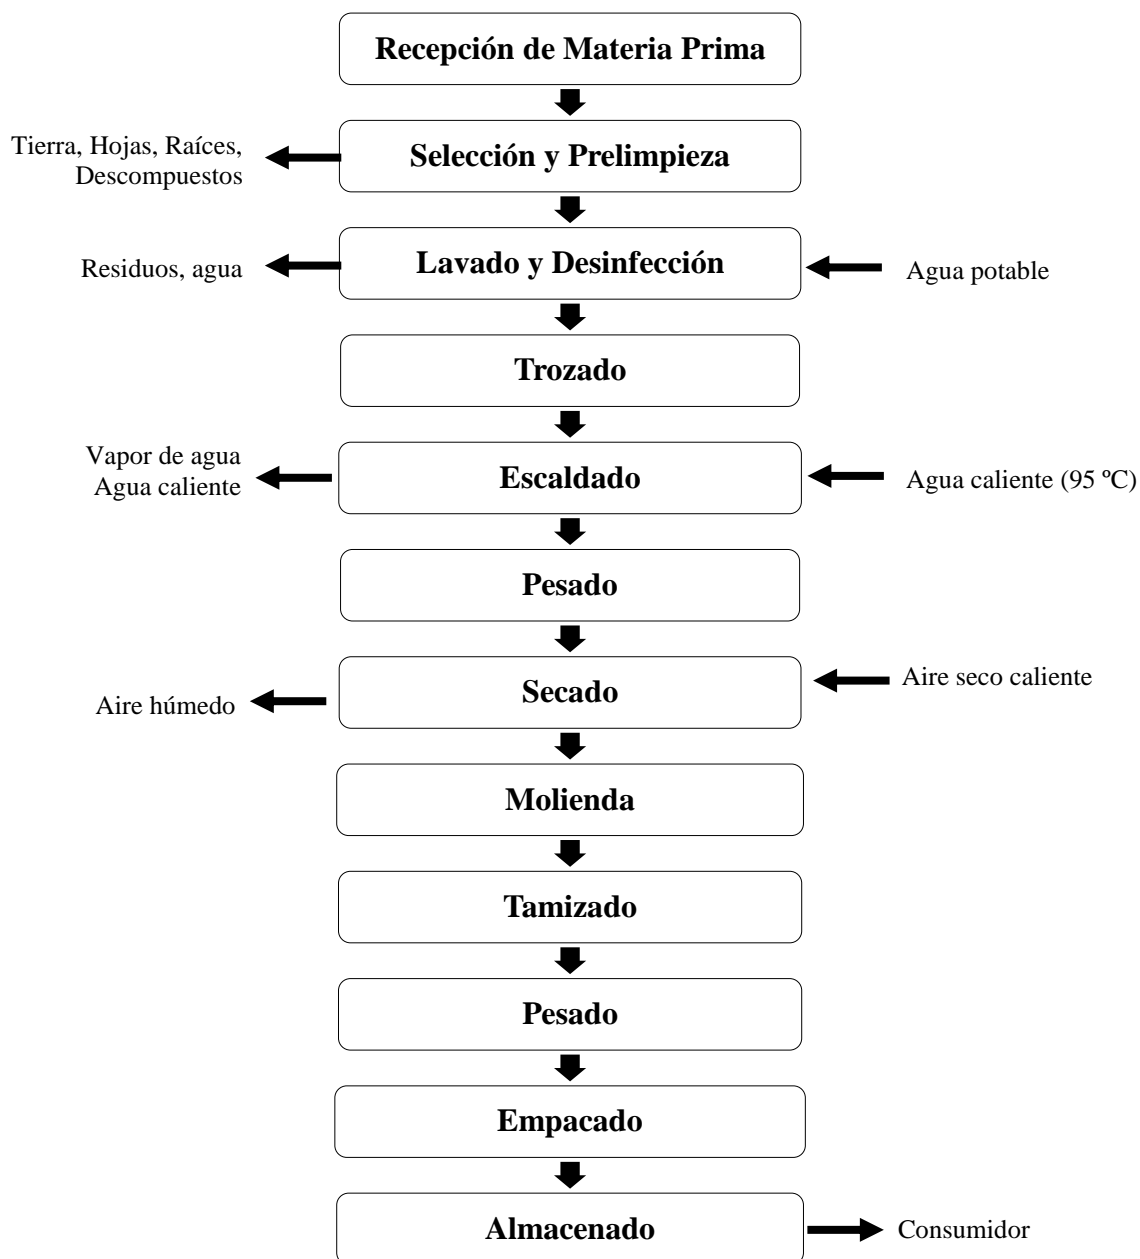 Recepción de Materia Prima
Tierra, Hojas, Raíces,
Descompuestos
Selección y Prelimpieza
Residuos, agua
Lavado y Desinfección
Agua potable
Trozado
Vapor de agua
Agua caliente
Escaldado
Agua caliente (95 ºC)
Pesado
Aire húmedo
Secado
Aire seco caliente
Molienda
Tamizado
Pesado
Empacado
Almacenado
Consumidor